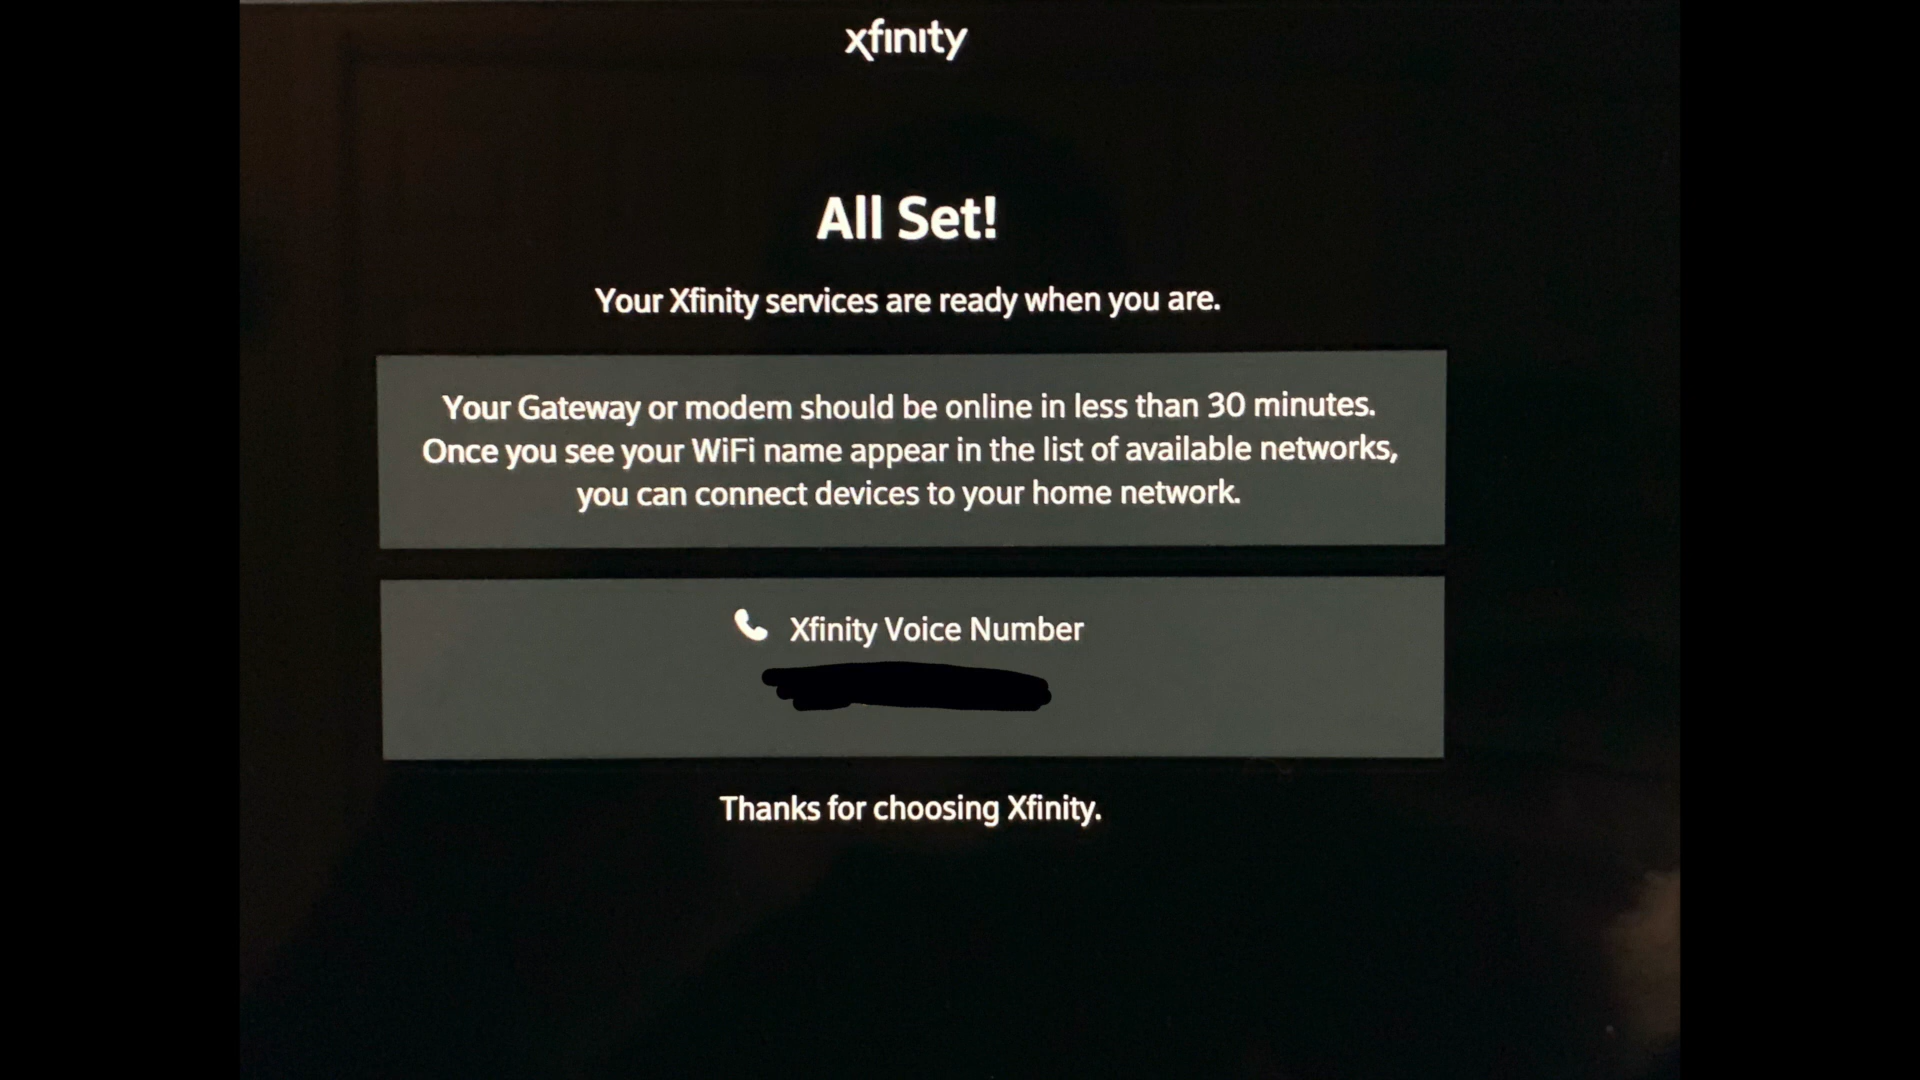 xfinity
All Set!
Your Xfinity services are ready when you are.
Your Gateway or modem should be online in less than 30 minutes.
Once you see your WiFi name appear in the list of available networks,
you can connect devices to your home network.
Xfinity Voice Number
Thanks for choosing Xfinity.